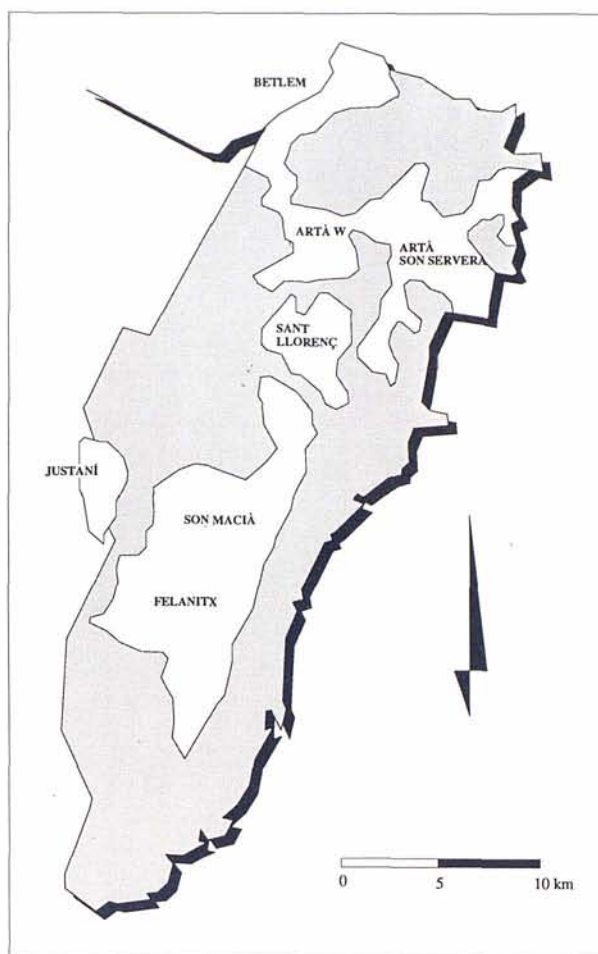 BETLEM
ARTÀ W
ARTÀ
SON SERVERA
SANT
LLORENÇ
JUSTANÍ
SON MACIÀ
FELANITX
0 5 10 km